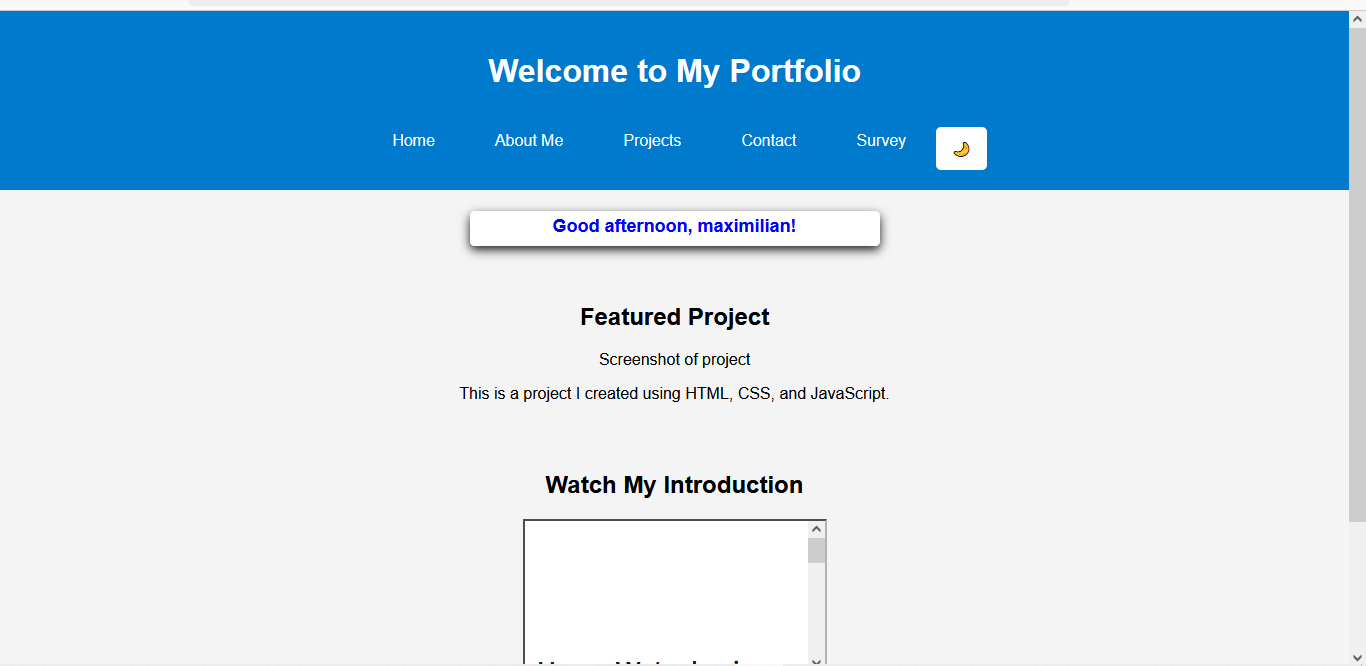 Welcome to My Portfolio
Home About Me Projects Contact Survey
Good afternoon, maximilian!
Featured Project
Screenshot of project
This is a project I created using HTML, CSS, and JavaScript.
Watch My Introduction